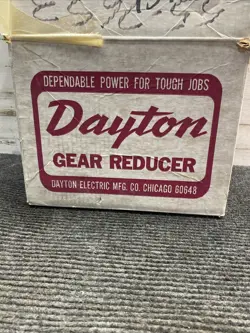 DEPENDABLE POWER FOR TOUGH JOBS
Dayton
GEAR REDUCER
DAYTON ELECTRIC MFG. CO. CHICAGO 60648